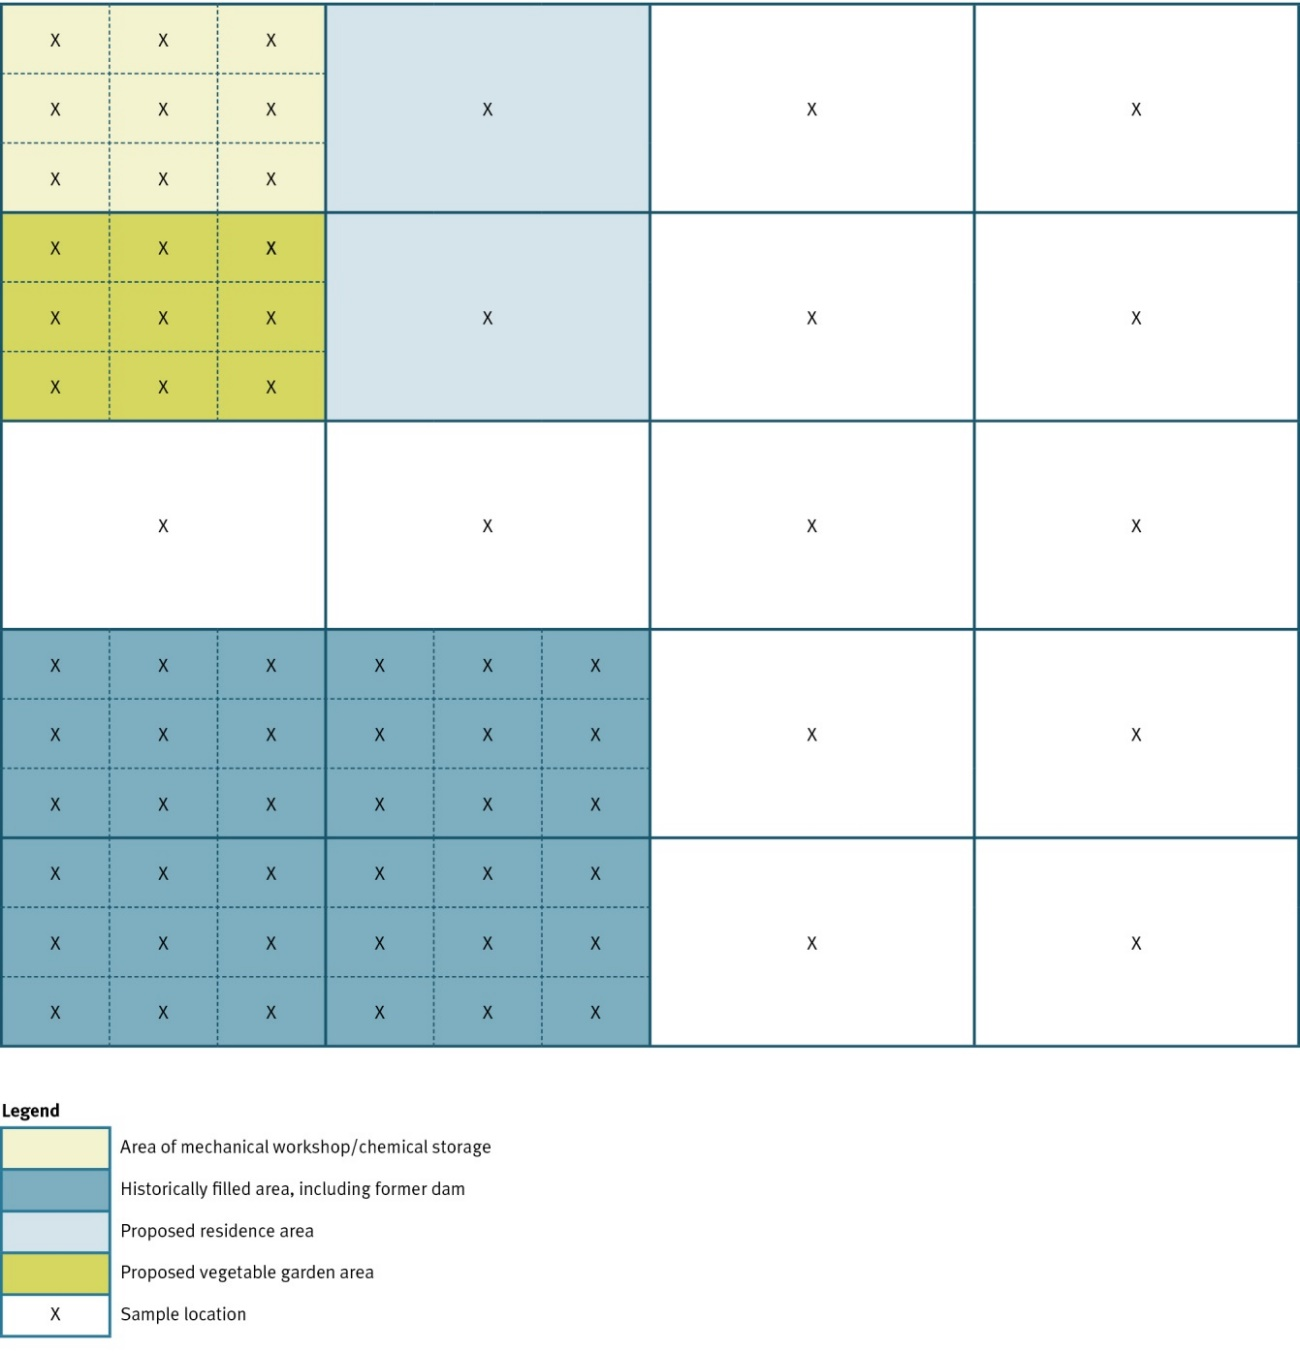 X X X
X X X X X X
X X X
X X X
X X X X X X
X X X
X X X X
X X X X X X
X X X X X X X X
X X X X X X
X X X X X X
X X X X X X X X
X X X X X X
Legend
Area of mechanical workshop/chemical storage
Historically filled area, including former dam
Proposed residence area
Proposed vegetable garden area
X Sample location